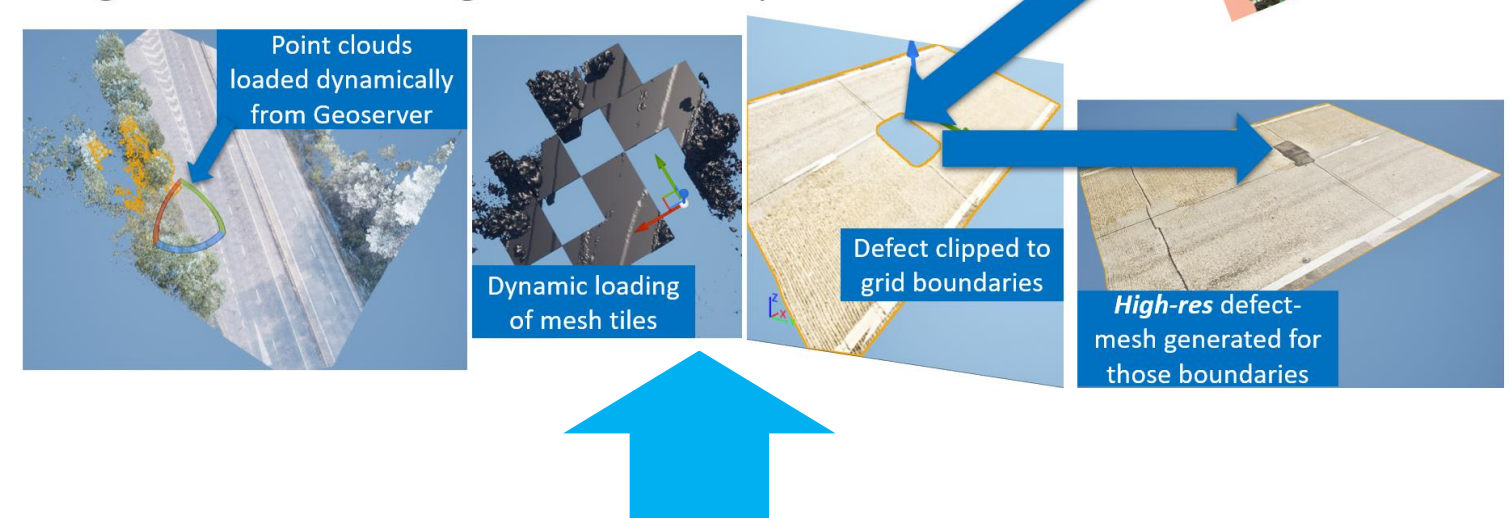 Point clouds
loaded dynamically
from Geoserver
Dynamic loading
of mesh tiles
Defect clipped to
grid boundaries
High-res defect-
mesh generated for
those boundaries
Z
X